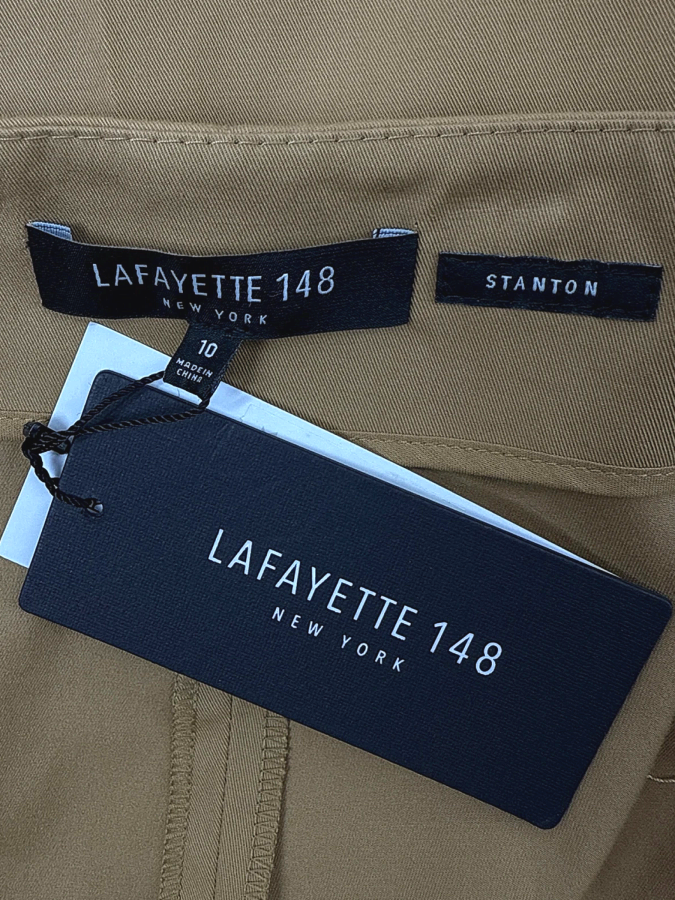 LAFAYETTE 148
NEW YORK
STANTON
10
MADE IN
CHINA
LAFAYETTE 148
NEW YORK